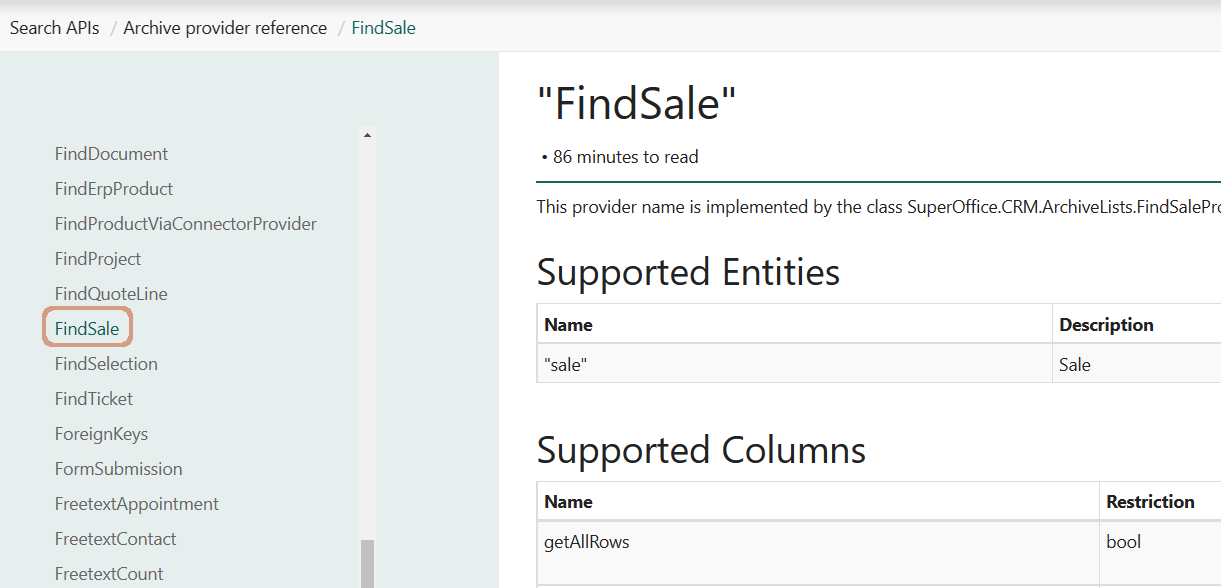 Search APIs / Archive provider reference / FindSale
FindDocument
FindErpProduct
FindProductViaConnectorProvider
FindProject
FindQuoteLine
FindSale
FindSelection
FindTicket
ForeignKeys
FormSubmission
FreetextAppointment
FreetextContact
FreetextCount
"FindSale"
• 86 minutes to read
This provider name is implemented by the class SuperOffice.CRM.ArchiveLists.FindSalePro
Supported Entities
Name Description
"sale" Sale
Supported Columns
Name Restriction
getAllRows bool